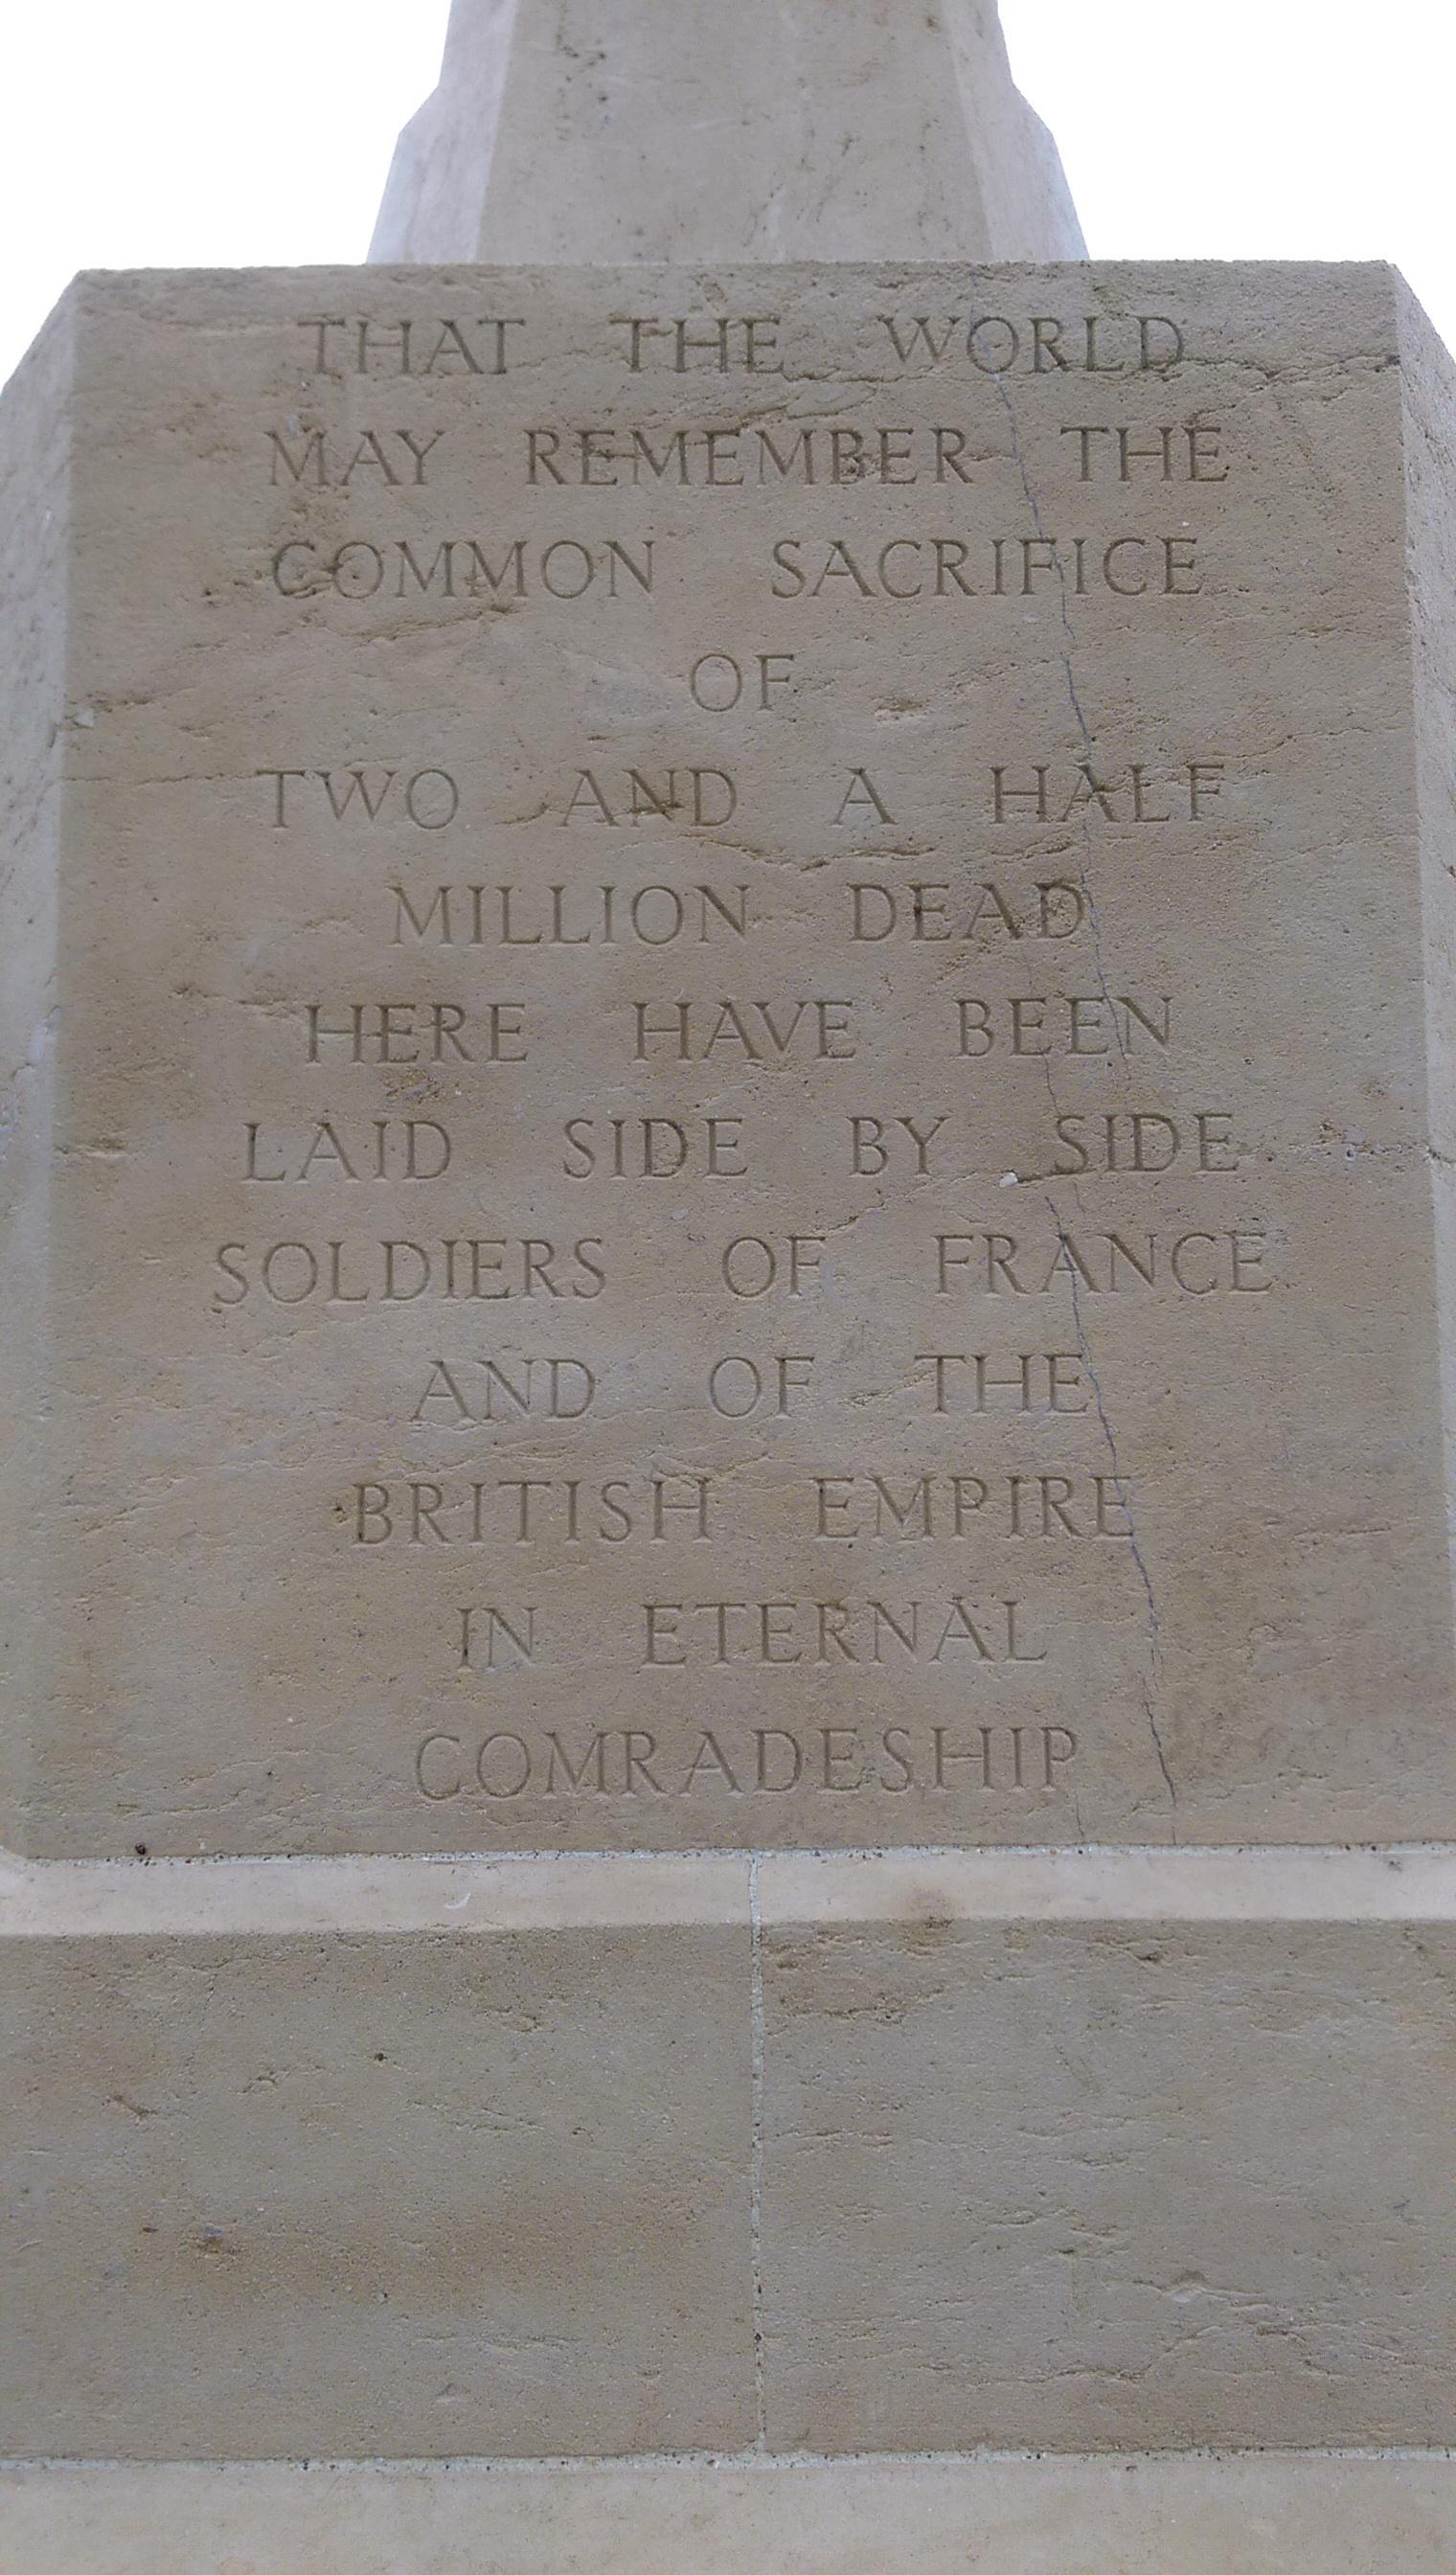 THAT THE WORLD
MAY REMEMBER THE
COMMON SACRIFICE
OF
TWO AND A HALF
MILLION DEAD
HERE HAVE BEEN
LAID SIDE BY SIDE
SOLDIERS OF FRANCE
AND OF THE
BRITISH EMPIRE
IN ETERNAL
COMRADESHIP